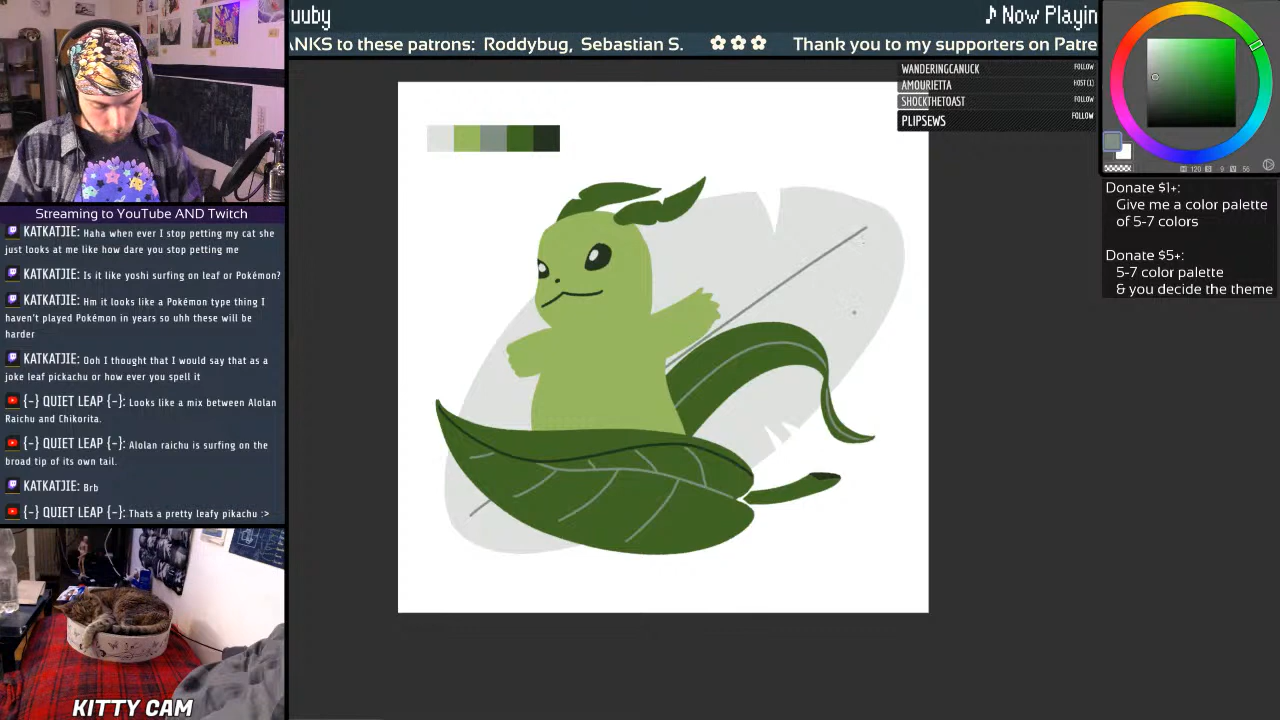 uuby
♪ Now Playin
ANKS to these patrons: Roddybug, Sebastian S. ✿ ✿ ✿ Thank you to my supporters on Patre
WANDERINGCANUCK FOLLOW
AMOURIETTA HOST (1)
SHOCKTHETOAST FOLLOW
PLIPSEWS FOLLOW
Donate $1+:
Give me a color palette
of 5-7 colors
Donate $5+:
5-7 color palette
& you decide the theme
Streaming to YouTube AND Twitch
KATKATJIE: Haha when ever I stop petting my cat she
just looks at me like how dare you stop petting me
KATKATJIE: Is it like yoshi surfing on leaf or Pokémon?
KATKATJIE: Hm it looks like a Pokémon type thing I
haven't played Pokémon in years so uhh these will be
harder
KATKATJIE: Ooh I thought that I would say that as a
joke leaf pickachu or how ever you spell it
{-} QUIET LEAP {-}: Looks like a mix between Alolan
Raichu and Chikorita.
{-} QUIET LEAP {-}: Alolan raichu is surfing on the
broad tip of its own tail.
KATKATJIE: Brb
{-} QUIET LEAP {-}: Thats a pretty leafy pikachu :>
KITTY CAM